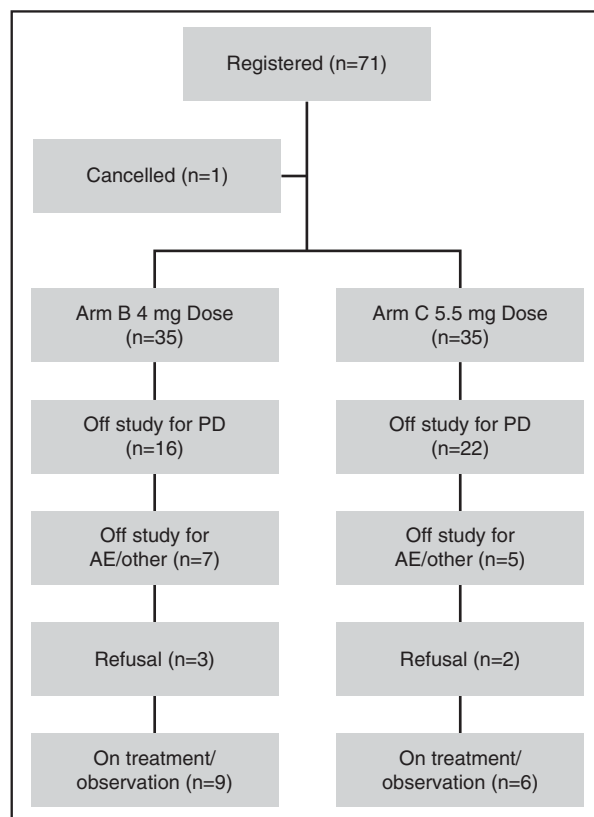 Registered (n=71)
Cancelled (n=1)
Arm B 4 mg Dose
(n=35)
Off study for PD
(n=16)
Off study for
AE/other (n=7)
Refusal (n=3)
On treatment/
observation (n=9)
Arm C 5.5 mg Dose
(n=35)
Off study for PD
(n=22)
Off study for
AE/other (n=5)
Refusal (n=2)
On treatment/
observation (n=6)